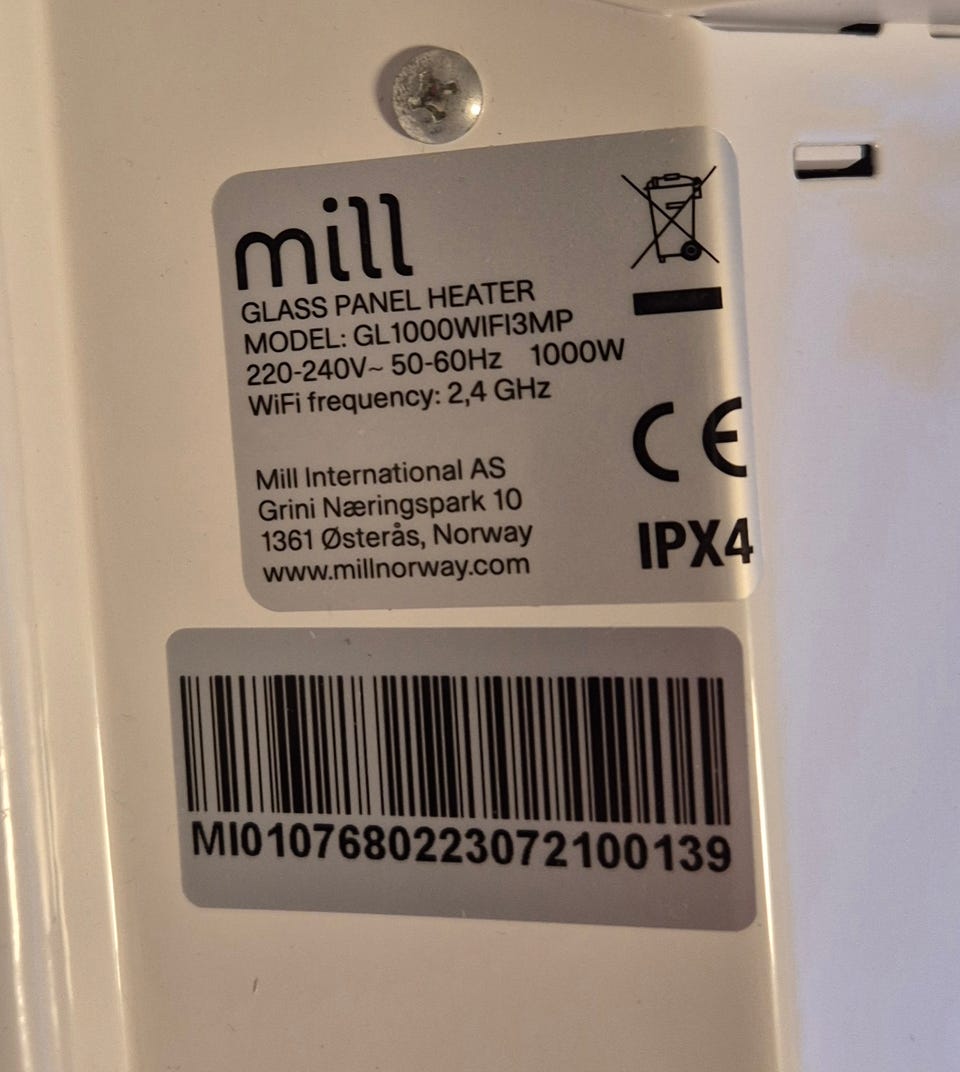 mill
GLASS PANEL HEATER
MODEL: GL1000WIFI3MP
220-240V~ 50-60Hz 1000W
WiFi frequency: 2,4 GHz
CE
Mill International AS
Grini Næringspark 10
1361 Østerås, Norway
www.millnorway.com
IPX4
MI0107680223072100139